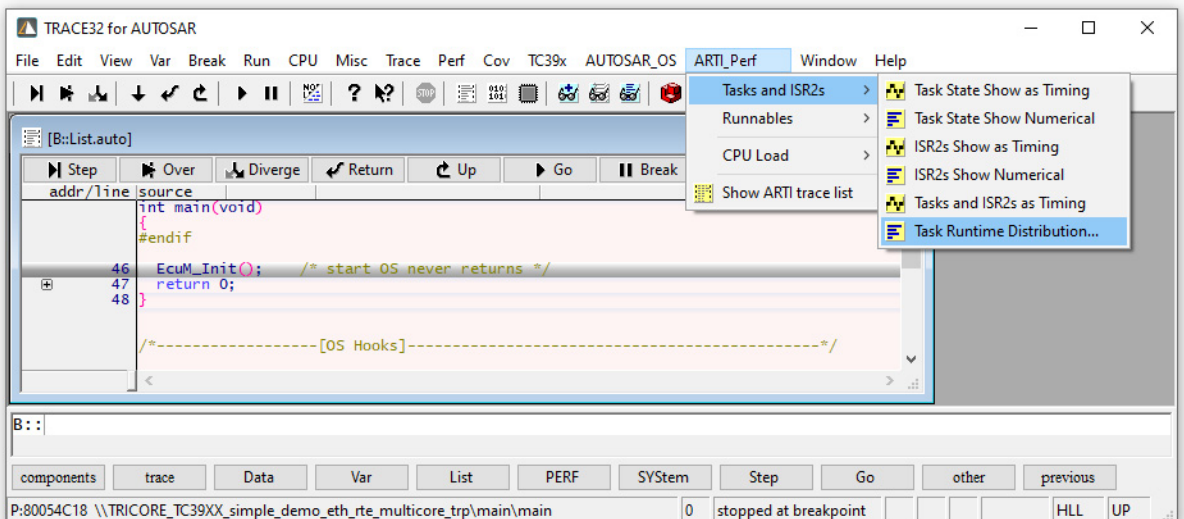 TRACE32 for AUTOSAR
File Edit View Var Break Run CPU Misc Trace Perf Cov TC39x AUTOSAR_OS ARTI_Perf Window Help
Tasks and ISR2s
Runnables
CPU Load
Show ARTI trace list
Task State Show as Timing
Task State Show Numerical
ISR2s Show as Timing
ISR2s Show Numerical
Tasks and ISR2s as Timing
Task Runtime Distribution...
[B::List.auto]
Step Over Diverge Return Up Go Break
addr/line source
int main(void)
{
#endif
46 EcuM_Init(); /* start OS never returns */
47 return 0;
48 }
/*------------------[OS Hooks]----------------------------------------------*/
B::
components trace Data Var List PERF SYStem Step Go other previous
P:80054C18 \\TRICORE_TC39XX_simple_demo_eth_rte_multicore_trp\main\main 0 stopped at breakpoint HLL UP